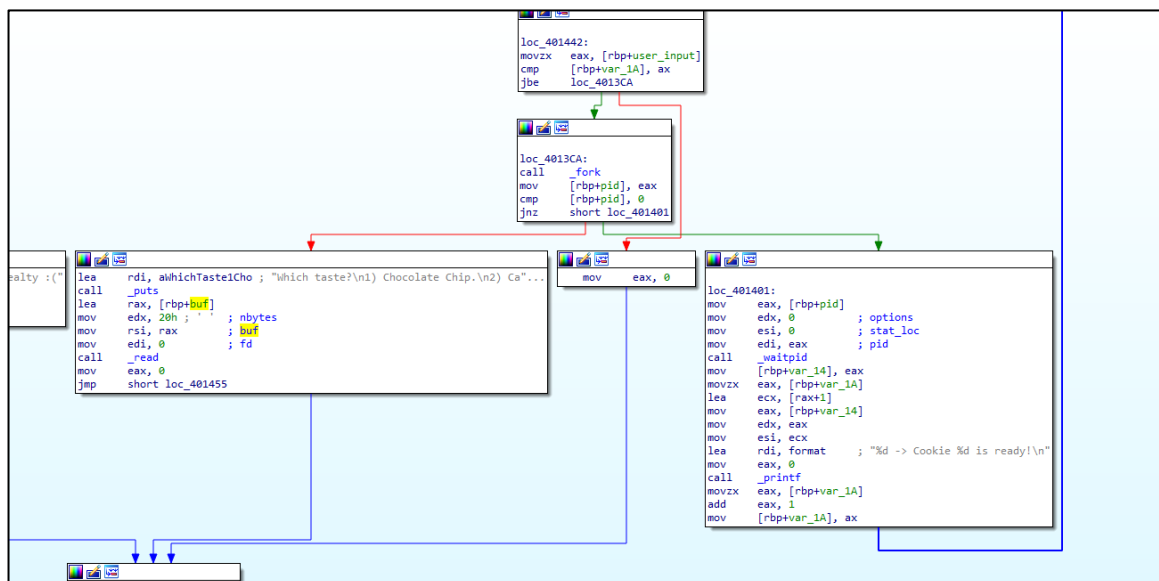 loc_401442:
movzx eax, [rbp+user_input]
cmp [rbp+var_1A], ax
jbe loc_4013CA
loc_4013CA:
call _fork
mov [rbp+pid], eax
cmp [rbp+pid], 0
jnz short loc_401401
ealty :("
lea rdi, aWhichTaste1Cho ; "Which taste?\n1) Chocolate Chip.\n2) Ca"...
call _puts
lea rax, [rbp+buf]
mov edx, 20h ; ' ' ; nbytes
mov rsi, rax ; buf
mov edi, 0 ; fd
call _read
mov eax, 0
jmp short loc_401455
mov eax, 0
loc_401401:
mov eax, [rbp+pid]
mov edx, 0 ; options
mov esi, 0 ; stat_loc
mov edi, eax ; pid
call _waitpid
mov [rbp+var_14], eax
movzx eax, [rbp+var_1A]
lea ecx, [rax+1]
mov eax, [rbp+var_14]
mov edx, eax
mov esi, ecx
lea rdi, format ; "%d -> Cookie %d is ready!\n"
mov eax, 0
call _printf
movzx eax, [rbp+var_1A]
add eax, 1
mov [rbp+var_1A], ax